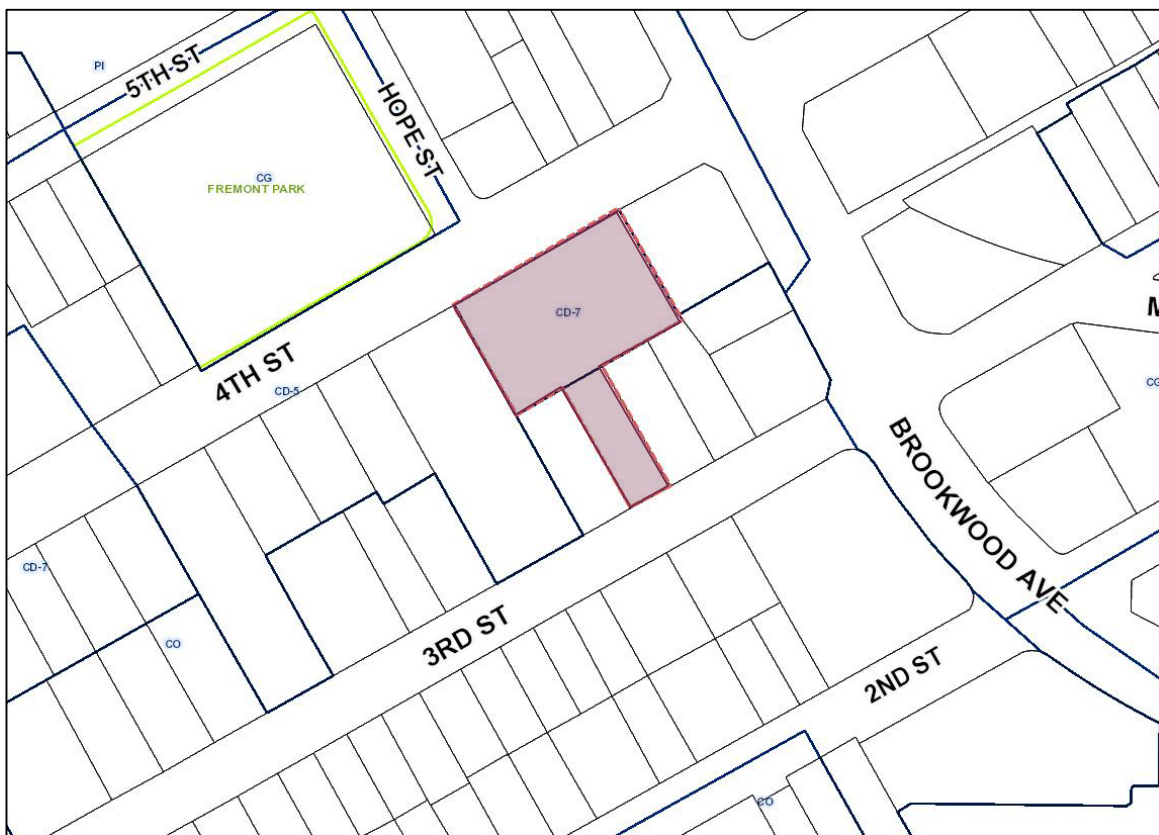 PI
5TH ST
HOPE ST
CG
FREMONT PARK
CD-7
M
4TH ST
CD-5
CG
BROOKWOOD AVE
CD-7
3RD ST
CO
2ND ST
CO